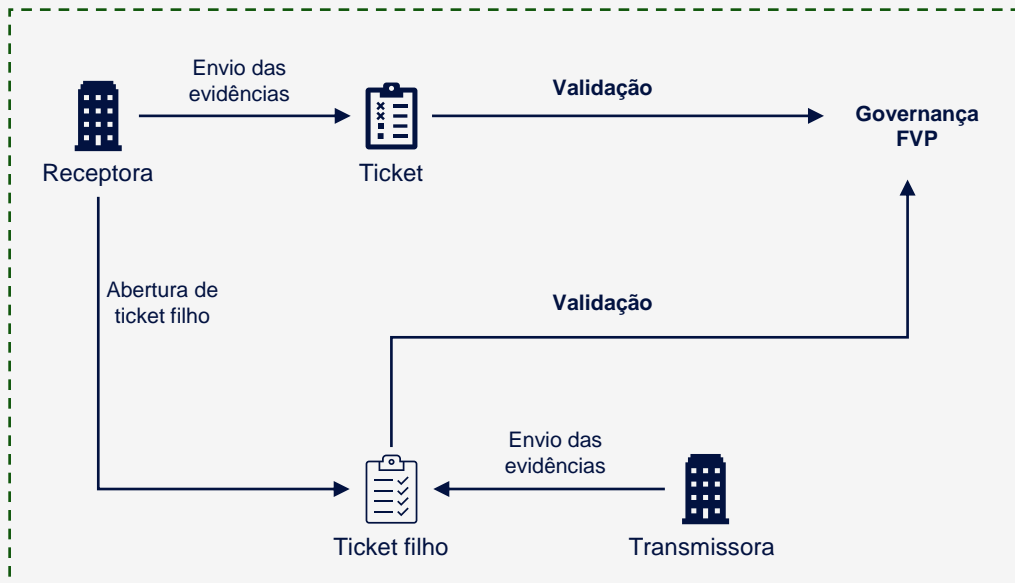 Envio das
evidências
Validação
Governança
FVP
Receptora
Ticket
Abertura de
ticket filho
Validação
Envio das
evidências
Ticket filho
Transmissora